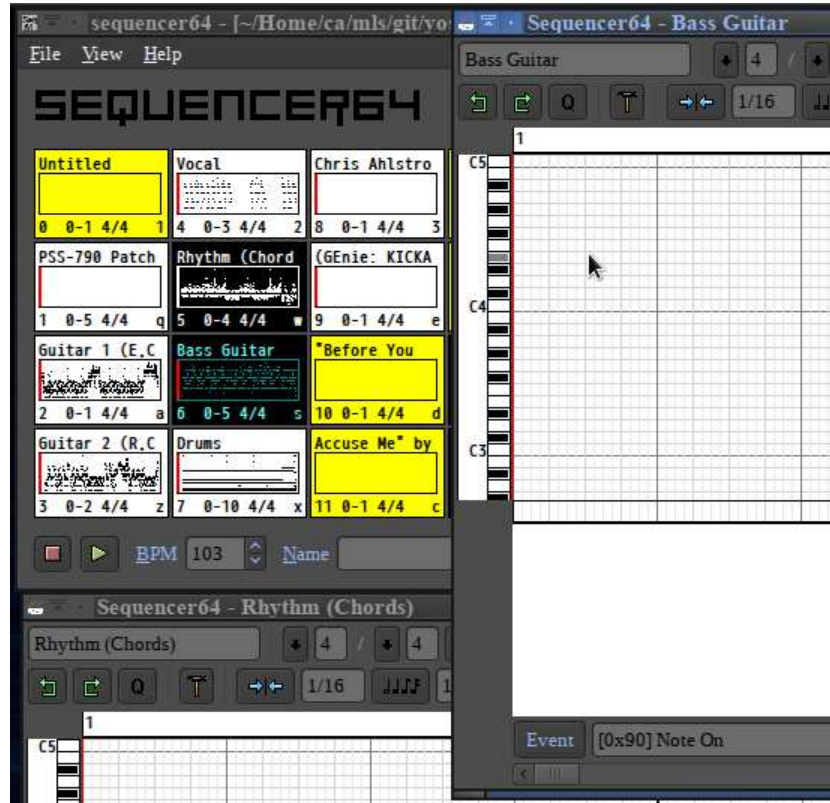 sequencer64 - [~/Home/ca/mls/git/yo
File View Help
SEQUENCER64
Untitled
0 0-1 4/4 1
Vocal
4 0-3 4/4 2
Chris Ahlstro
8 0-1 4/4 3
PSS-790 Patch
1 0-5 4/4 q
Rhythm (Chord
5 0-4 4/4 w
(GEnie: KICKA
9 0-1 4/4 e
Guitar 1 (E.C
2 0-1 4/4 a
Bass Guitar
6 0-5 4/4 s
"Before You
10 0-1 4/4 d
Guitar 2 (R.C
3 0-2 4/4 z
Drums
7 0-10 4/4 x
Accuse Me" by
11 0-1 4/4 c
BPM 103 Name
Sequencer64 - Bass Guitar
Bass Guitar 4 /
Q 1/16
1
C5
C4
C3
Event [0x90] Note On
Sequencer64 - Rhythm (Chords)
Rhythm (Chords) 4 / 4
Q 1/16 1
1
C5